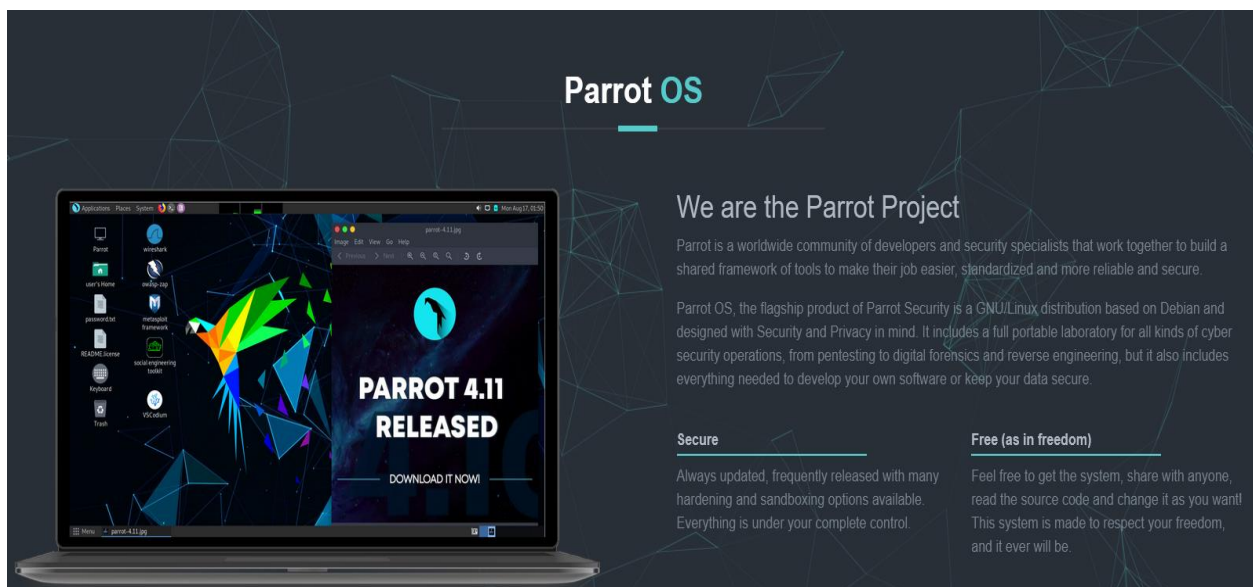 Parrot OS
Applications Places System
Mon Aug 17, 01:50
Parrot
wireshark
user's Home
owasp-zap
password.txt
metasploit
framework
README.license
social engineering
toolkit
Keyboard
VSCodium
Trash
parrot-4.11.jpg
Image Edit View Go Help
Previous Next
PARROT 4.11
RELEASED
DOWNLOAD IT NOW!
Menu parrot-4.11.jpg
We are the Parrot Project
Parrot is a worldwide community of developers and security specialists that work together to build a
shared framework of tools to make their job easier, standardized and more reliable and secure.
Parrot OS, the flagship product of Parrot Security is a GNU/Linux distribution based on Debian and
designed with Security and Privacy in mind. It includes a full portable laboratory for all kinds of cyber
security operations, from pentesting to digital forensics and reverse engineering, but it also includes
everything needed to develop your own software or keep your data secure.
Secure
Always updated, frequently released with many
hardening and sandboxing options available.
Everything is under your complete control.
Free (as in freedom)
Feel free to get the system, share with anyone,
read the source code and change it as you want!
This system is made to respect your freedom,
and it ever will be.